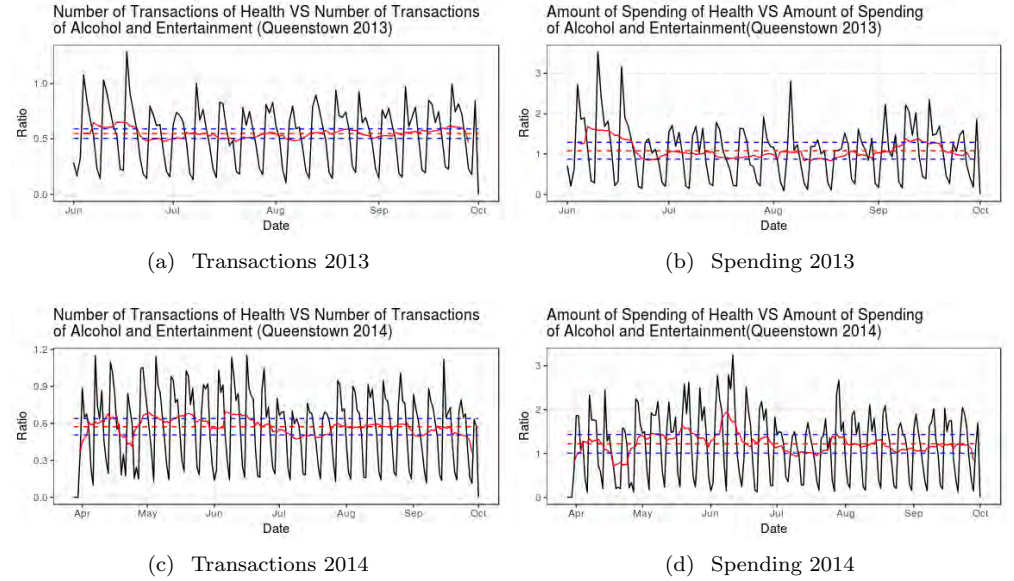 Number of Transactions of Health VS Number of Transactions
of Alcohol and Entertainment (Queenstown 2013)
Ratio
1.0
0.5
0.0
Jun
Jul
Aug
Sep
Oct
Date
(a) Transactions 2013
Amount of Spending of Health VS Amount of Spending
of Alcohol and Entertainment(Queenstown 2013)
Ratio
3
2
1
0
Jun
Jul
Aug
Sep
Oct
Date
(b) Spending 2013
Number of Transactions of Health VS Number of Transactions
of Alcohol and Entertainment (Queenstown 2014)
Ratio
1.2
0.9
0.6
0.3
0.0
Apr
May
Jun
Jul
Aug
Sep
Oct
Date
(c) Transactions 2014
Amount of Spending of Health VS Amount of Spending
of Alcohol and Entertainment(Queenstown 2014)
Ratio
3
2
1
0
Apr
May
Jun
Jul
Aug
Sep
Oct
Date
(d) Spending 2014